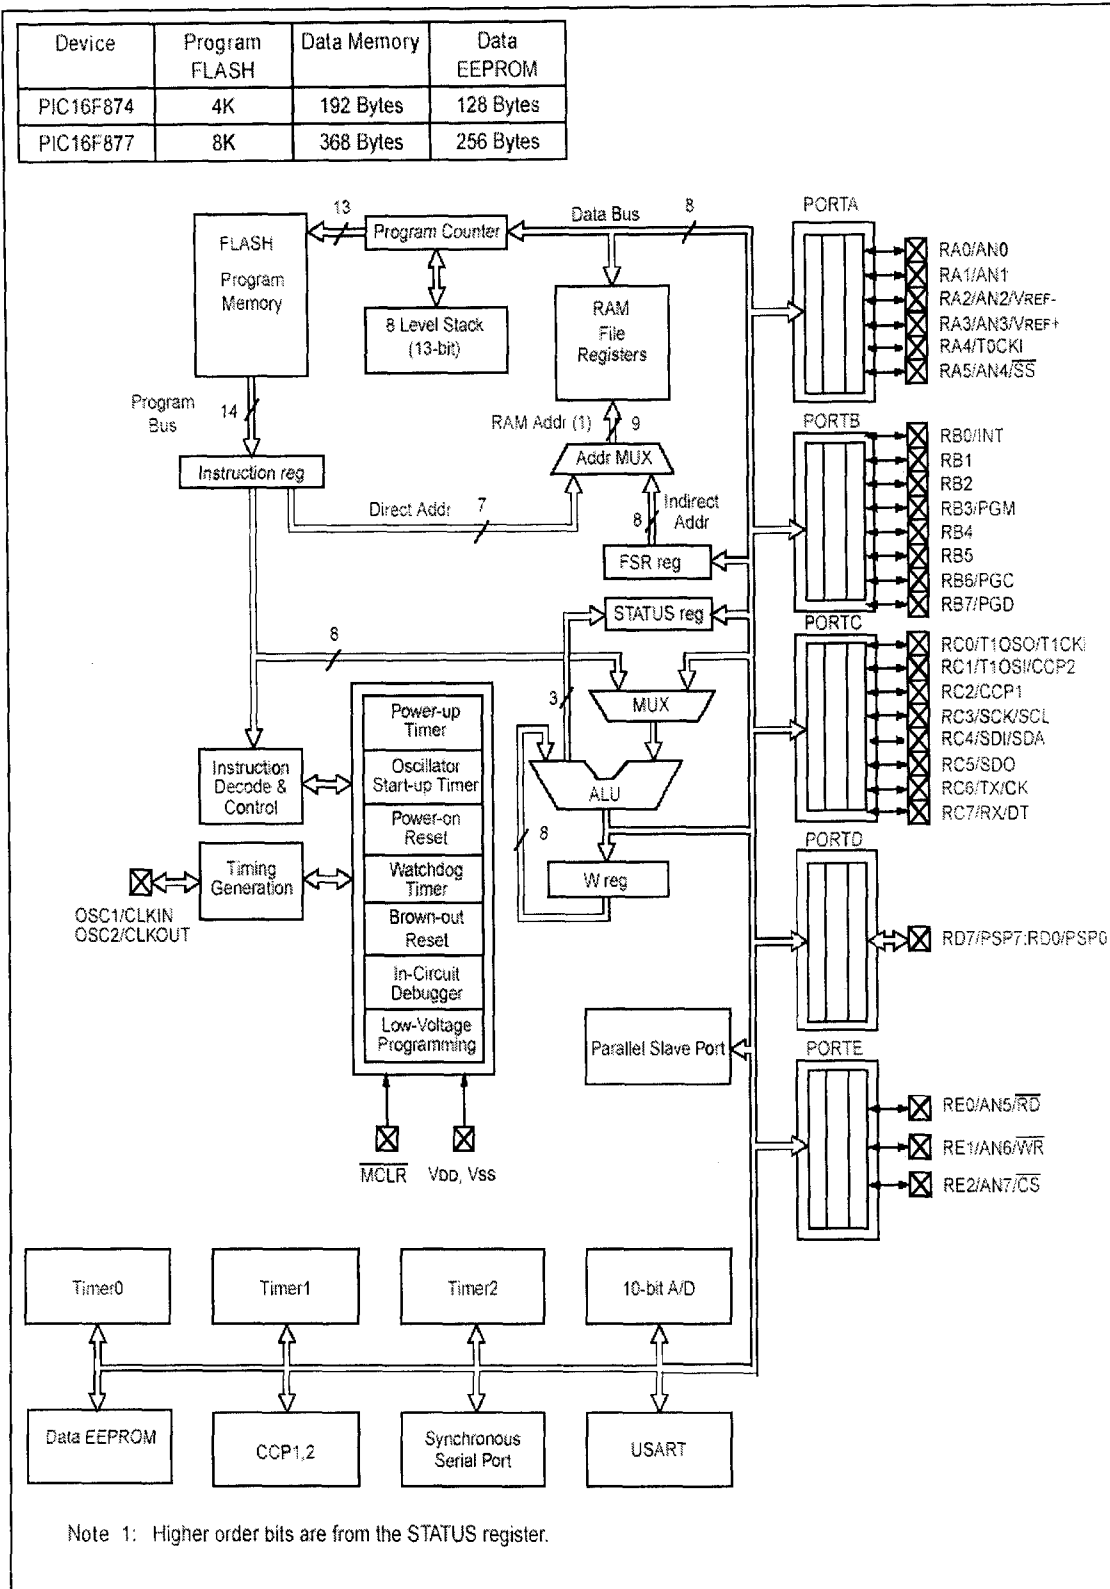 Device Program FLASH Data Memory Data EEPROM
PIC16F874 4K 192 Bytes 128 Bytes
PIC16F877 8K 368 Bytes 256 Bytes
13
Data Bus
8
PORTA
FLASH
Program
Memory
Program Counter
8 Level Stack
(13-bit)
RAM
File
Registers
RA0/AN0
RA1/AN1
RA2/AN2/VREF-
RA3/AN3/VREF+
RA4/T0CKI
RA5/AN4/S̅S̅
Program
Bus
14
RAM Addr (1)
9
PORTB
Instruction reg
Addr MUX
RB0/INT
RB1
RB2
RB3/PGM
RB4
RB5
RB6/PGC
RB7/PGD
Direct Addr
7
8
Indirect
Addr
FSR reg
STATUS reg
PORTC
8
3
MUX
RC0/T1OSO/T1CKI
RC1/T1OSI/CCP2
RC2/CCP1
RC3/SCK/SCL
RC4/SDI/SDA
RC5/SDO
RC6/TX/CK
RC7/RX/DT
Power-up
Timer
Oscillator
Start-up Timer
Power-on
Reset
Watchdog
Timer
Brown-out
Reset
In-Circuit
Debugger
Low-Voltage
Programming
Instruction
Decode &
Control
Timing
Generation
OSC1/CLKIN
OSC2/CLKOUT
ALU
8
W reg
PORTD
RD7/PSP7:RD0/PSP0
Parallel Slave Port
PORTE
RE0/AN5/R̅D̅
RE1/AN6/W̅R̅
RE2/AN7/C̅S̅
M̅C̅L̅R̅
VDD, VSS
Timer0
Timer1
Timer2
10-bit A/D
Data EEPROM
CCP1,2
Synchronous
Serial Port
USART
Note 1: Higher order bits are from the STATUS register.